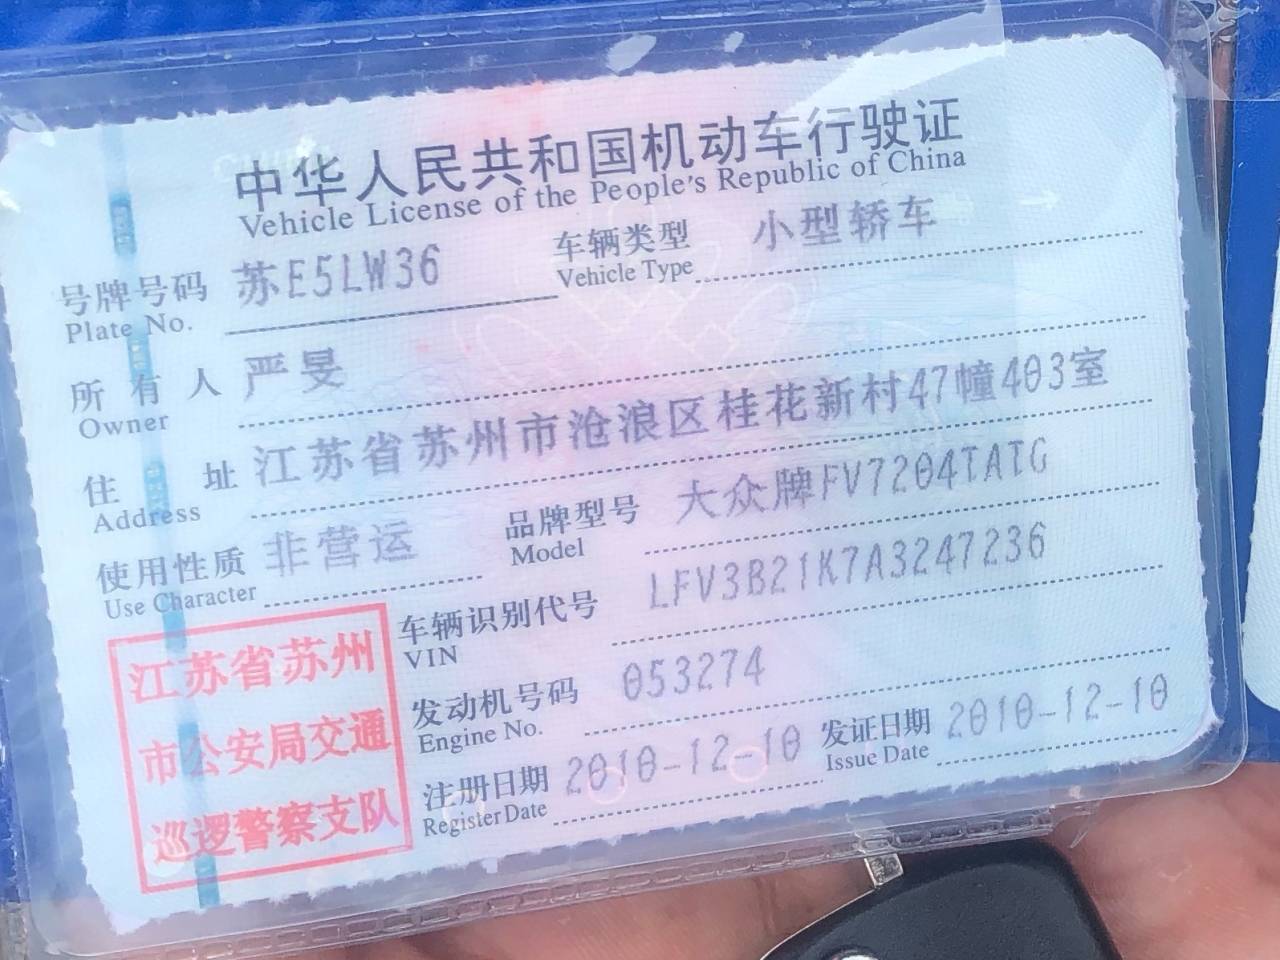 中华人民共和国机动车行驶证
Vehicle License of the People's Republic of China
号牌号码 苏E5LW36 车辆类型 小型轿车
Plate No. Vehicle Type
所有人 严旻
Owner
住址 江苏省苏州市沧浪区桂花新村47幢403室
Address
使用性质 非营运 品牌型号 大众牌FV7204TATG
Use Character Model
车辆识别代号 LFV3B21K7A3247236
VIN
发动机号码 053274
Engine No.
注册日期 2010-12-10 发证日期 2010-12-10
Register Date Issue Date
江苏省苏州
市公安局交通
巡逻警察支队